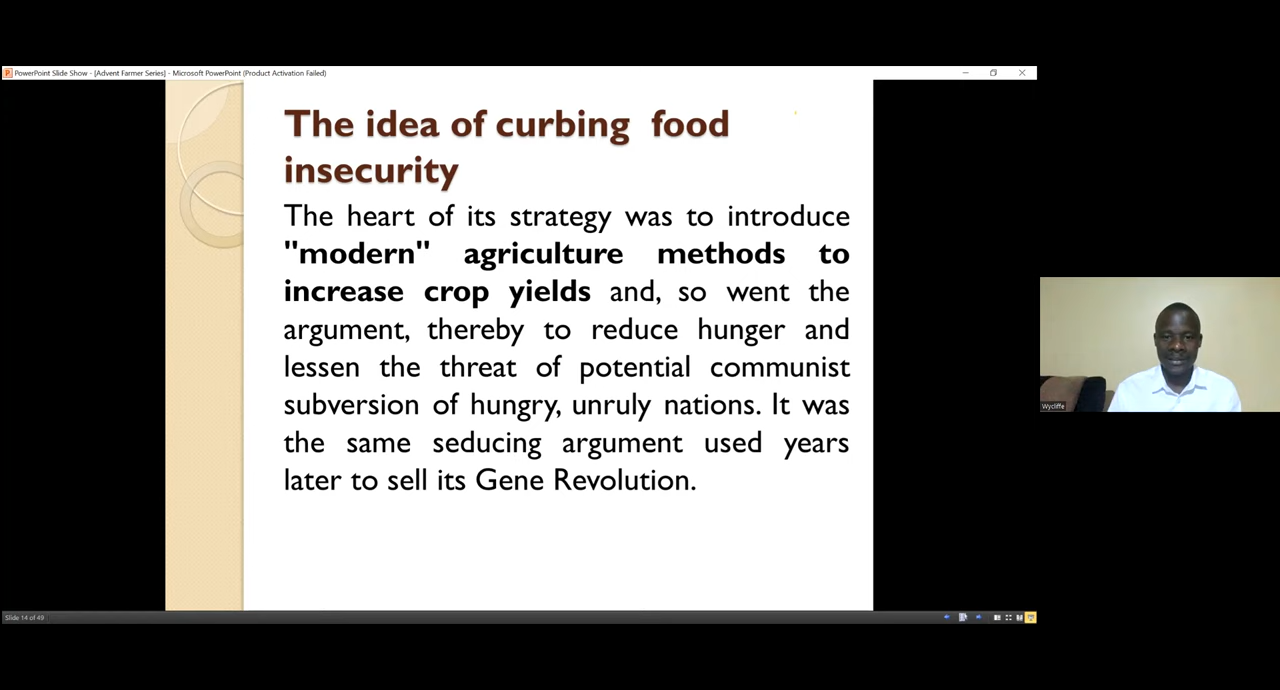 PowerPoint Slide Show - [Advent Farmer Series] - Microsoft PowerPoint (Product Activation Failed)
The idea of curbing food
insecurity
The heart of its strategy was to introduce
"modern" agriculture methods to
increase crop yields and, so went the
argument, thereby to reduce hunger and
lessen the threat of potential communist
subversion of hungry, unruly nations. It was
the same seducing argument used years
later to sell its Gene Revolution.
Wycliffe
Slide 14 of 49